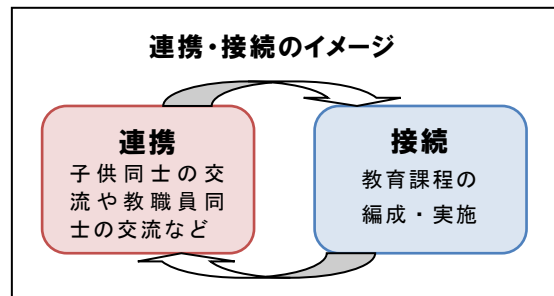 連携・接続のイメージ
連携
子供同士の交
流や教職員同
士の交流など
接続
教育課程の
編成・実施